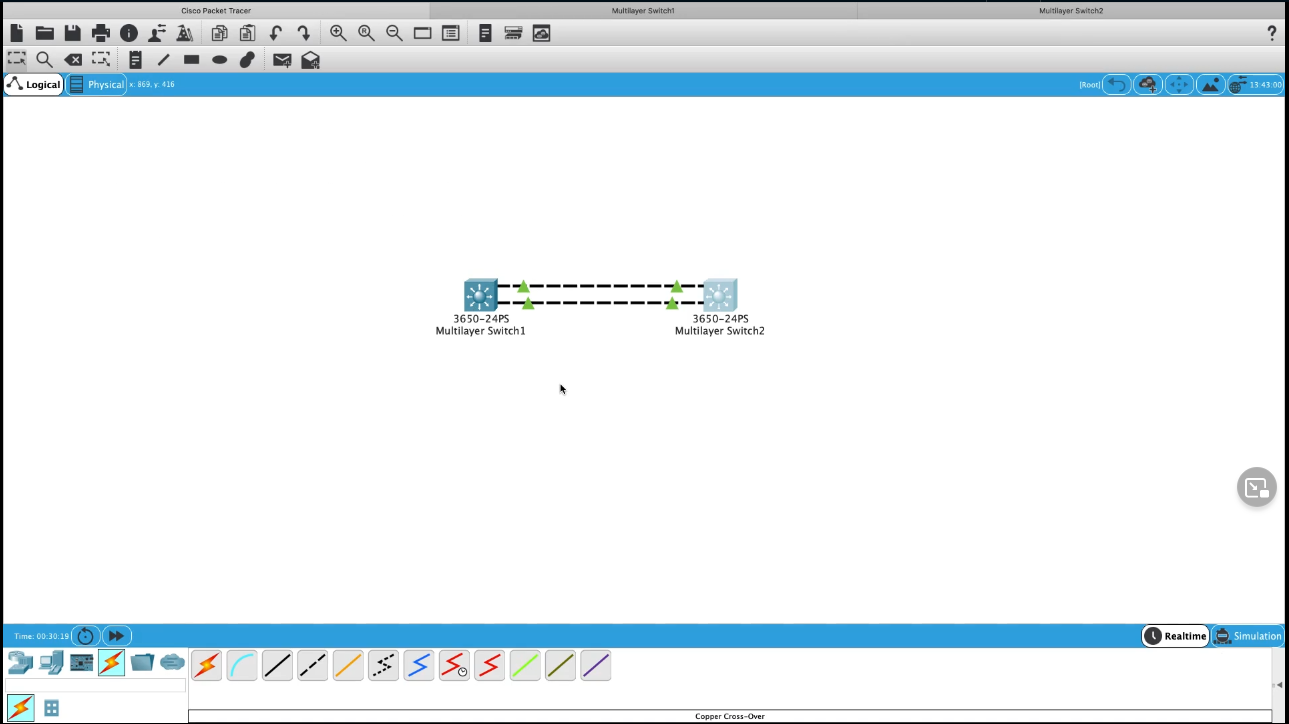 Cisco Packet Tracer
Multilayer Switch1
Multilayer Switch2
R
?
Logical
Physical
x: 869, y: 416
[Root]
13:43:00
3650-24PS
Multilayer Switch1
3650-24PS
Multilayer Switch2
Time: 00:30:19
Realtime
Simulation
Copper Cross-Over